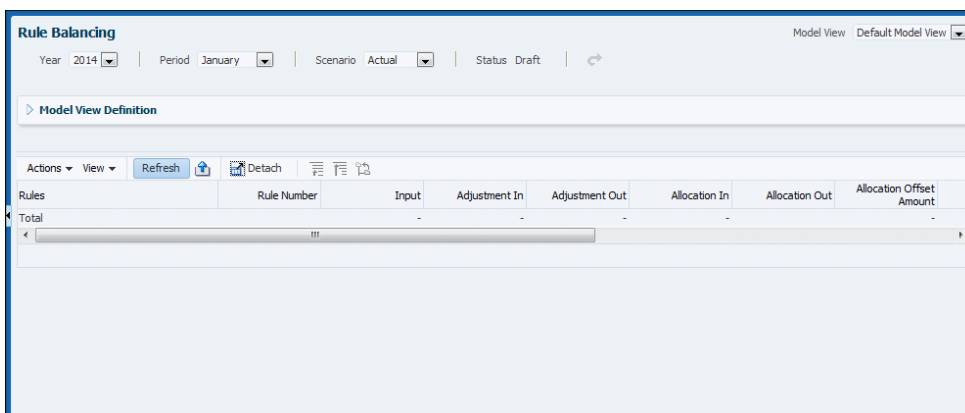 Rule Balancing
Model View Default Model View
Year 2014 Period January Scenario Actual Status Draft
Model View Definition
Actions View Refresh Detach
Rules Rule Number Input Adjustment In Adjustment Out Allocation In Allocation Out Allocation Offset
Amount
Total - - - - - -